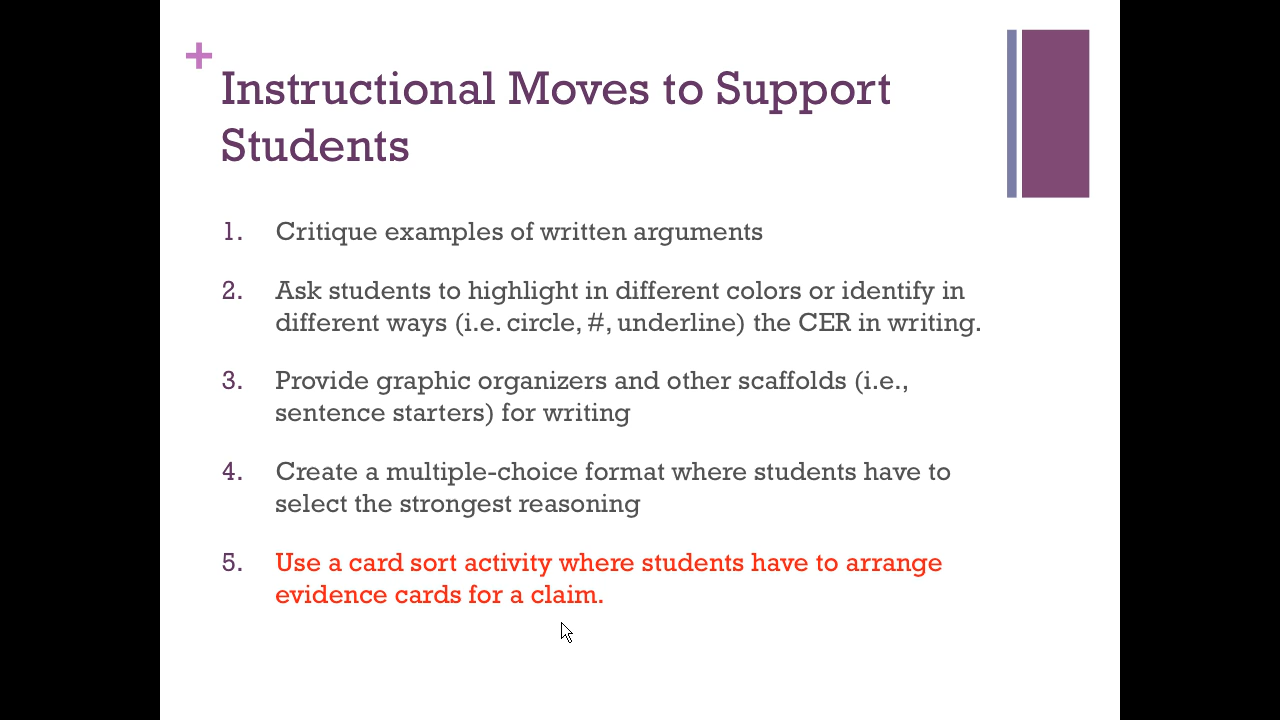 +
Instructional Moves to Support
Students
1. Critique examples of written arguments
2. Ask students to highlight in different colors or identify in
different ways (i.e. circle, #, underline) the CER in writing.
3. Provide graphic organizers and other scaffolds (i.e.,
sentence starters) for writing
4. Create a multiple-choice format where students have to
select the strongest reasoning
5. Use a card sort activity where students have to arrange
evidence cards for a claim.